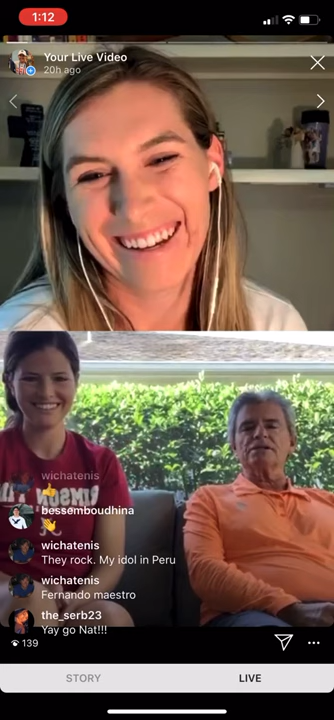 1:12
Your Live Video
20h ago
wichatenis
👍
bessemboudhina
👋
wichatenis
They rock. My idol in Peru
wichatenis
Fernando maestro
the_serb23
Yay go Nat!!!
139
STORY
LIVE